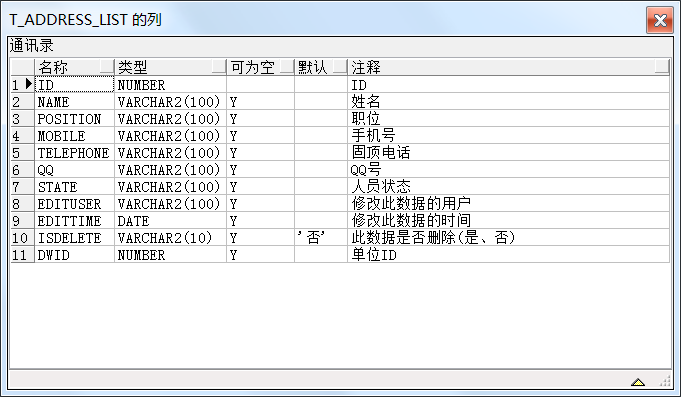 T_ADDRESS_LIST 的列
通讯录
名称 类型 可为空 默认 注释
1 ID NUMBER ID
2 NAME VARCHAR2(100) Y 姓名
3 POSITION VARCHAR2(100) Y 职位
4 MOBILE VARCHAR2(100) Y 手机号
5 TELEPHONE VARCHAR2(100) Y 固顶电话
6 QQ VARCHAR2(100) Y QQ号
7 STATE VARCHAR2(100) Y 人员状态
8 EDITUSER VARCHAR2(100) Y 修改此数据的用户
9 EDITTIME DATE Y 修改此数据的时间
10 ISDELETE VARCHAR2(10) Y '否' 此数据是否删除(是、否)
11 DWID NUMBER Y 单位ID